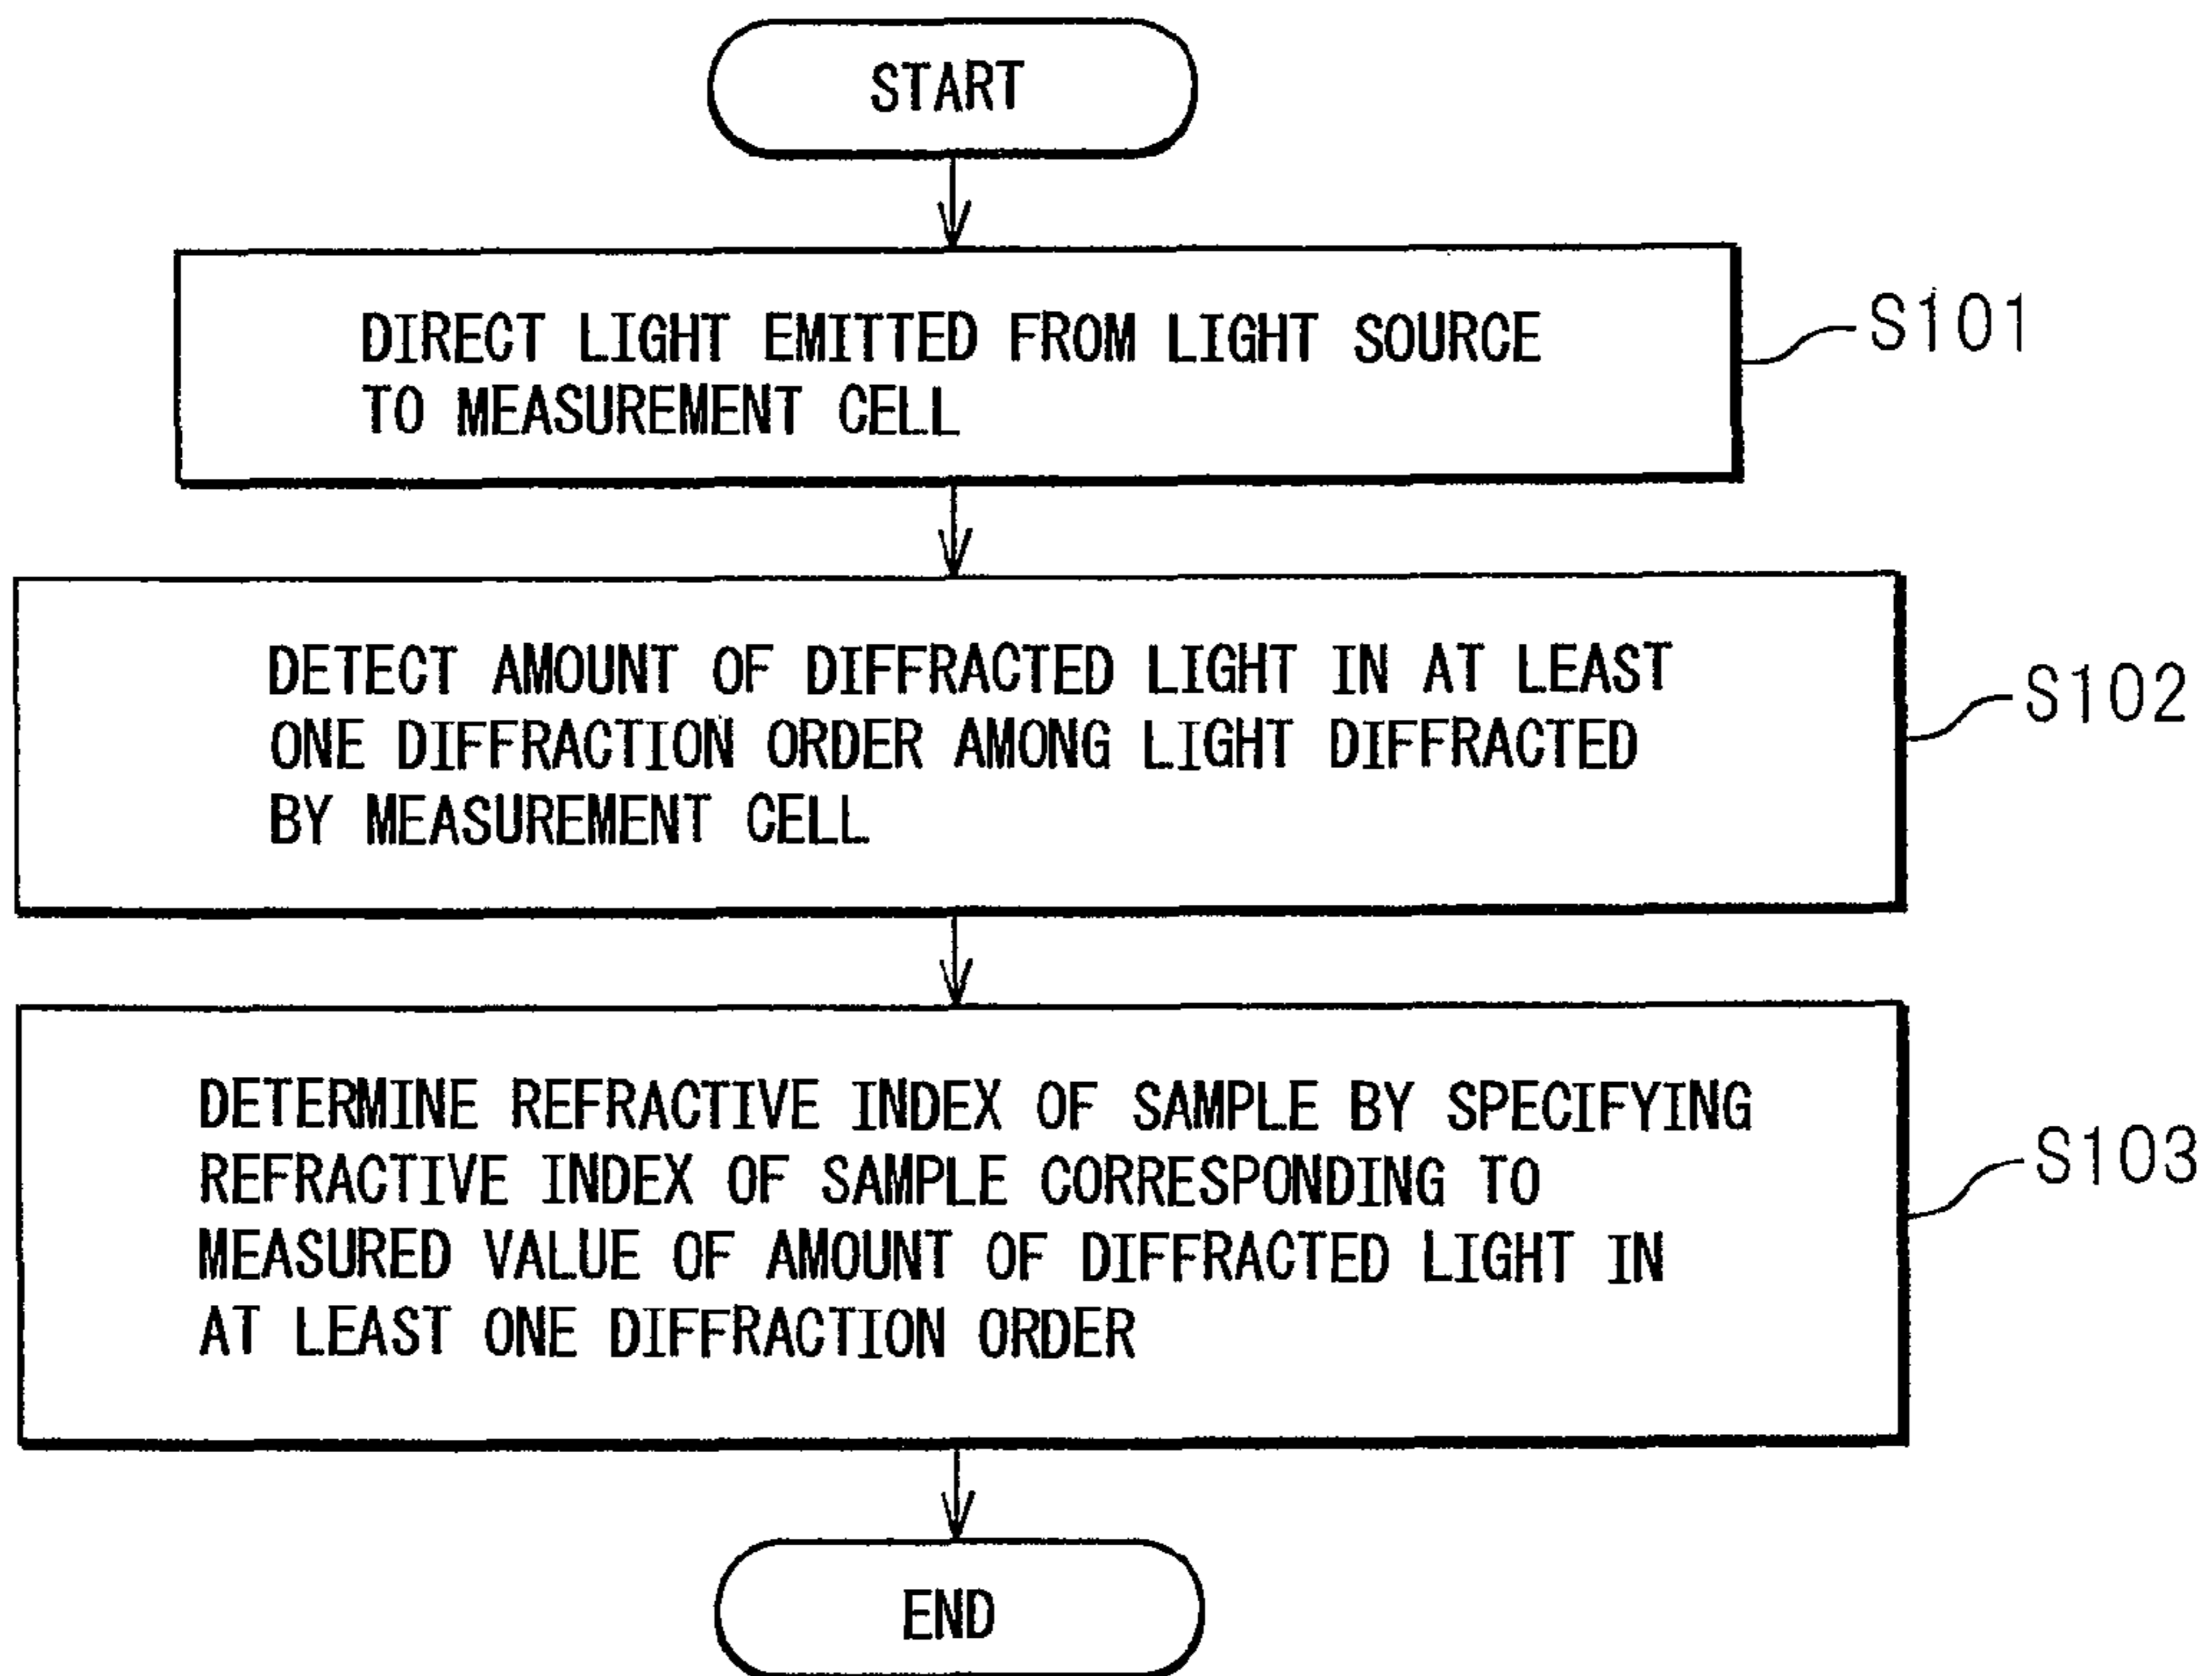 START
DIRECT LIGHT EMITTED FROM LIGHT SOURCE
TO MEASUREMENT CELL
S101
DETECT AMOUNT OF DIFFRACTED LIGHT IN AT LEAST
ONE DIFFRACTION ORDER AMONG LIGHT DIFFRACTED
BY MEASUREMENT CELL
S102
DETERMINE REFRACTIVE INDEX OF SAMPLE BY SPECIFYING
REFRACTIVE INDEX OF SAMPLE CORRESPONDING TO
MEASURED VALUE OF AMOUNT OF DIFFRACTED LIGHT IN
AT LEAST ONE DIFFRACTION ORDER
S103
END